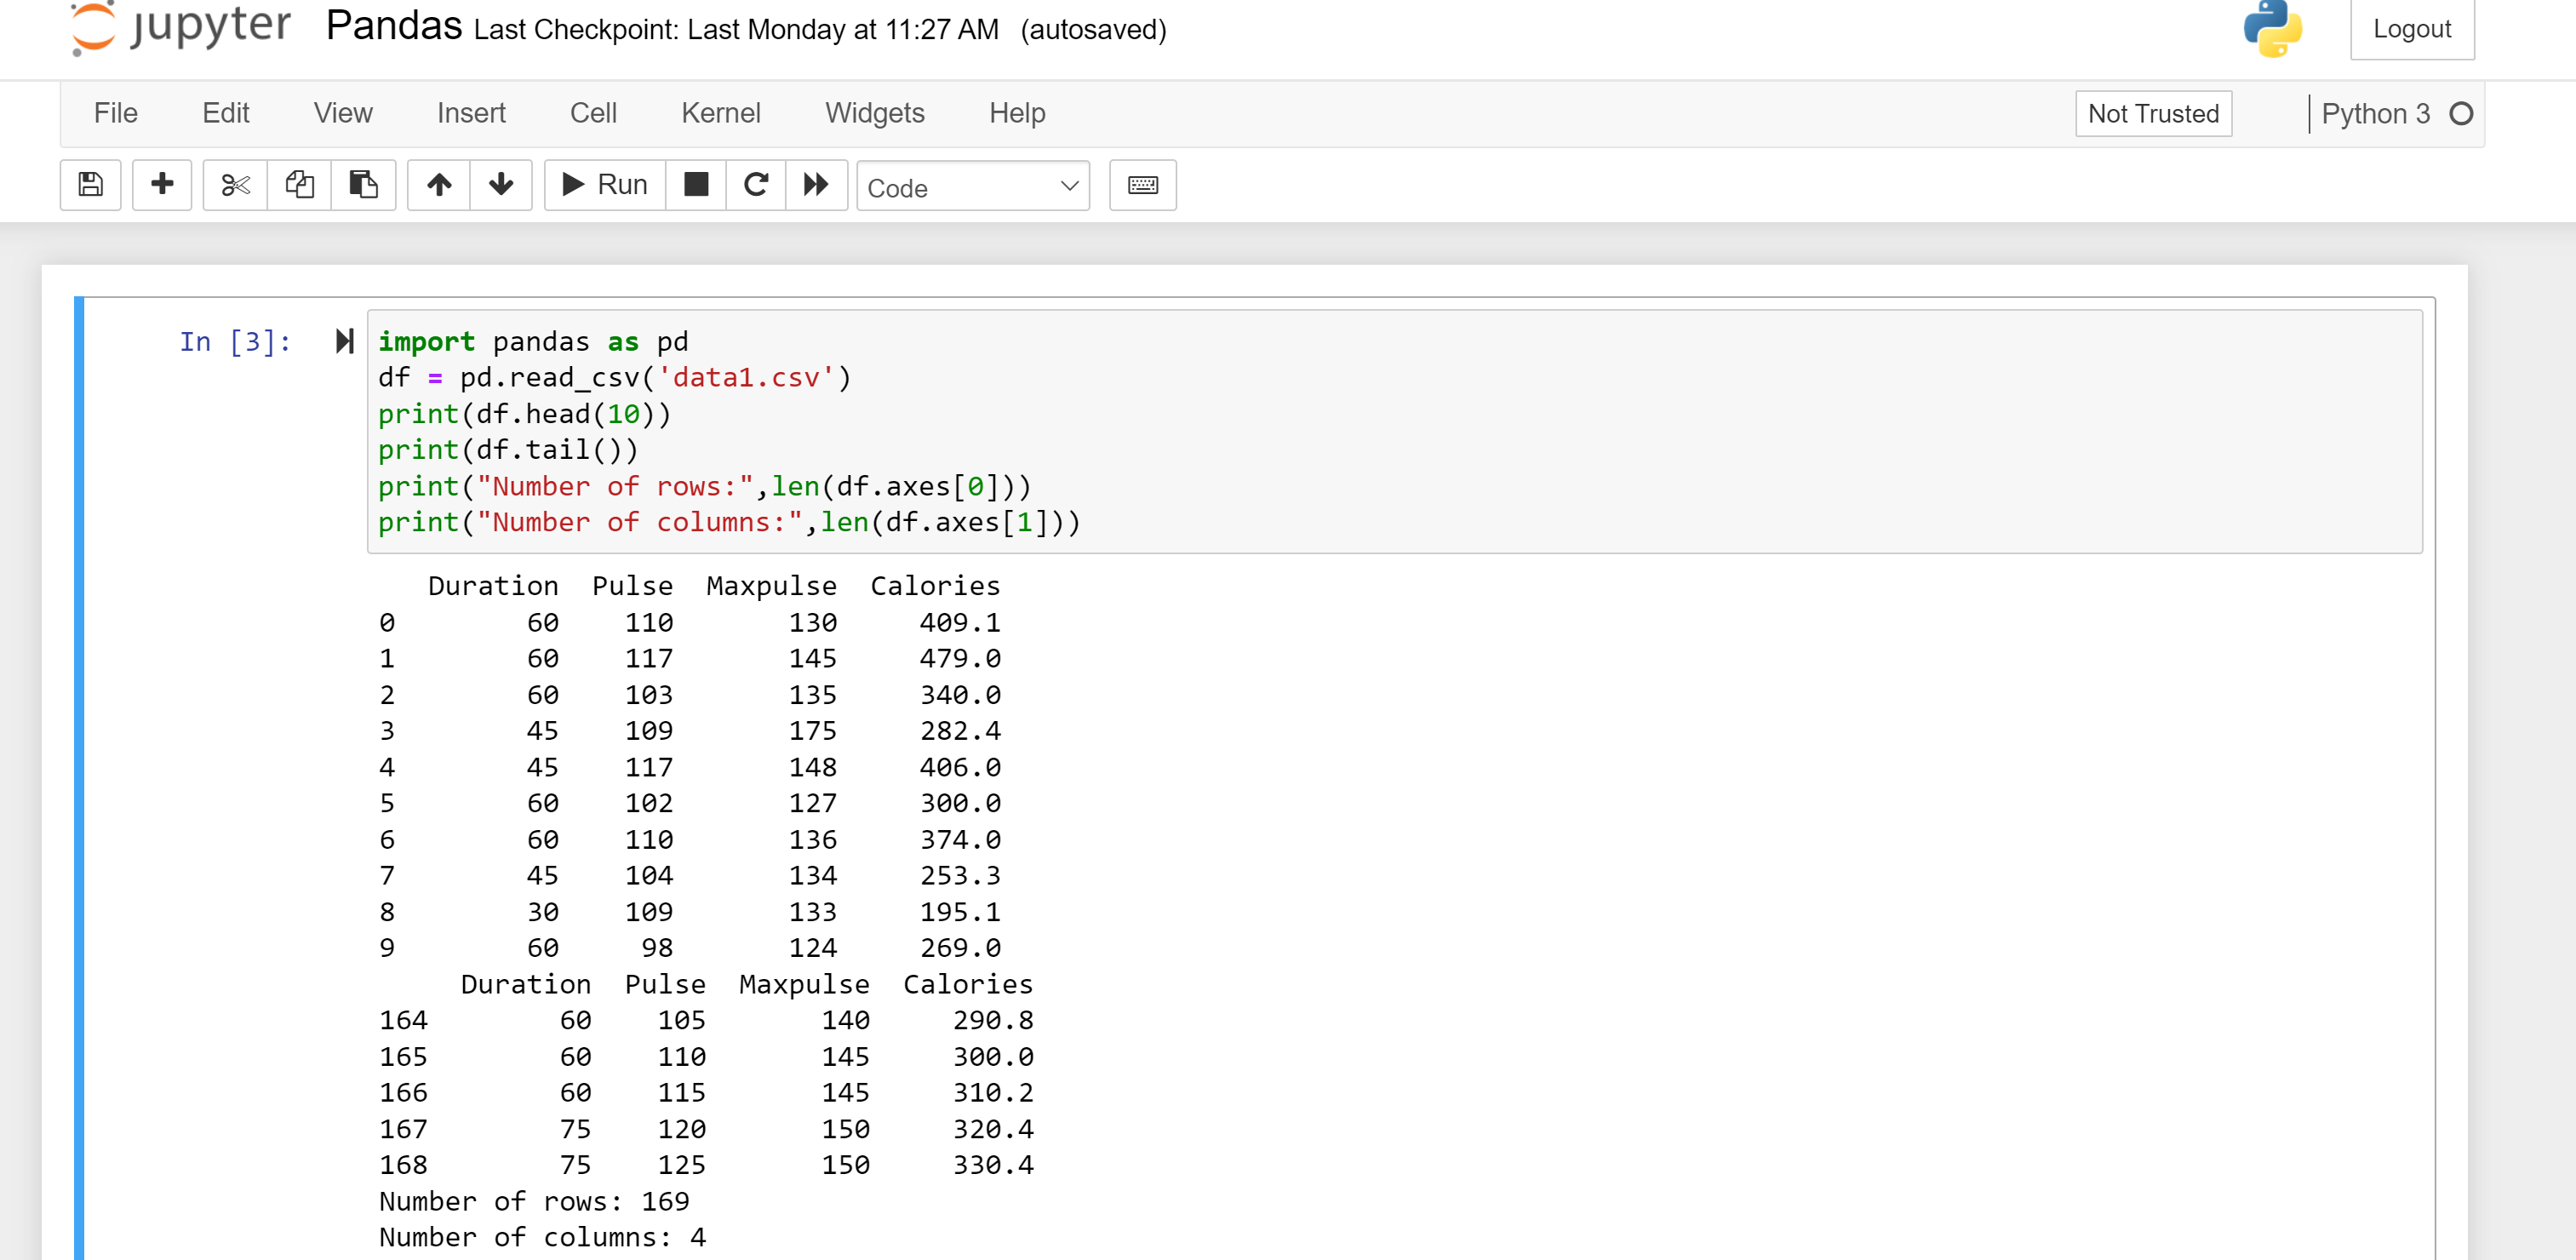 jupyter Pandas Last Checkpoint: Last Monday at 11:27 AM (autosaved) Logout
File Edit View Insert Cell Kernel Widgets Help Not Trusted Python 3
Run Code
In [3]: import pandas as pd
df = pd.read_csv('data1.csv')
print(df.head(10))
print(df.tail())
print("Number of rows:",len(df.axes[0]))
print("Number of columns:",len(df.axes[1]))
Duration Pulse Maxpulse Calories
0 60 110 130 409.1
1 60 117 145 479.0
2 60 103 135 340.0
3 45 109 175 282.4
4 45 117 148 406.0
5 60 102 127 300.0
6 60 110 136 374.0
7 45 104 134 253.3
8 30 109 133 195.1
9 60 98 124 269.0
Duration Pulse Maxpulse Calories
164 60 105 140 290.8
165 60 110 145 300.0
166 60 115 145 310.2
167 75 120 150 320.4
168 75 125 150 330.4
Number of rows: 169
Number of columns: 4